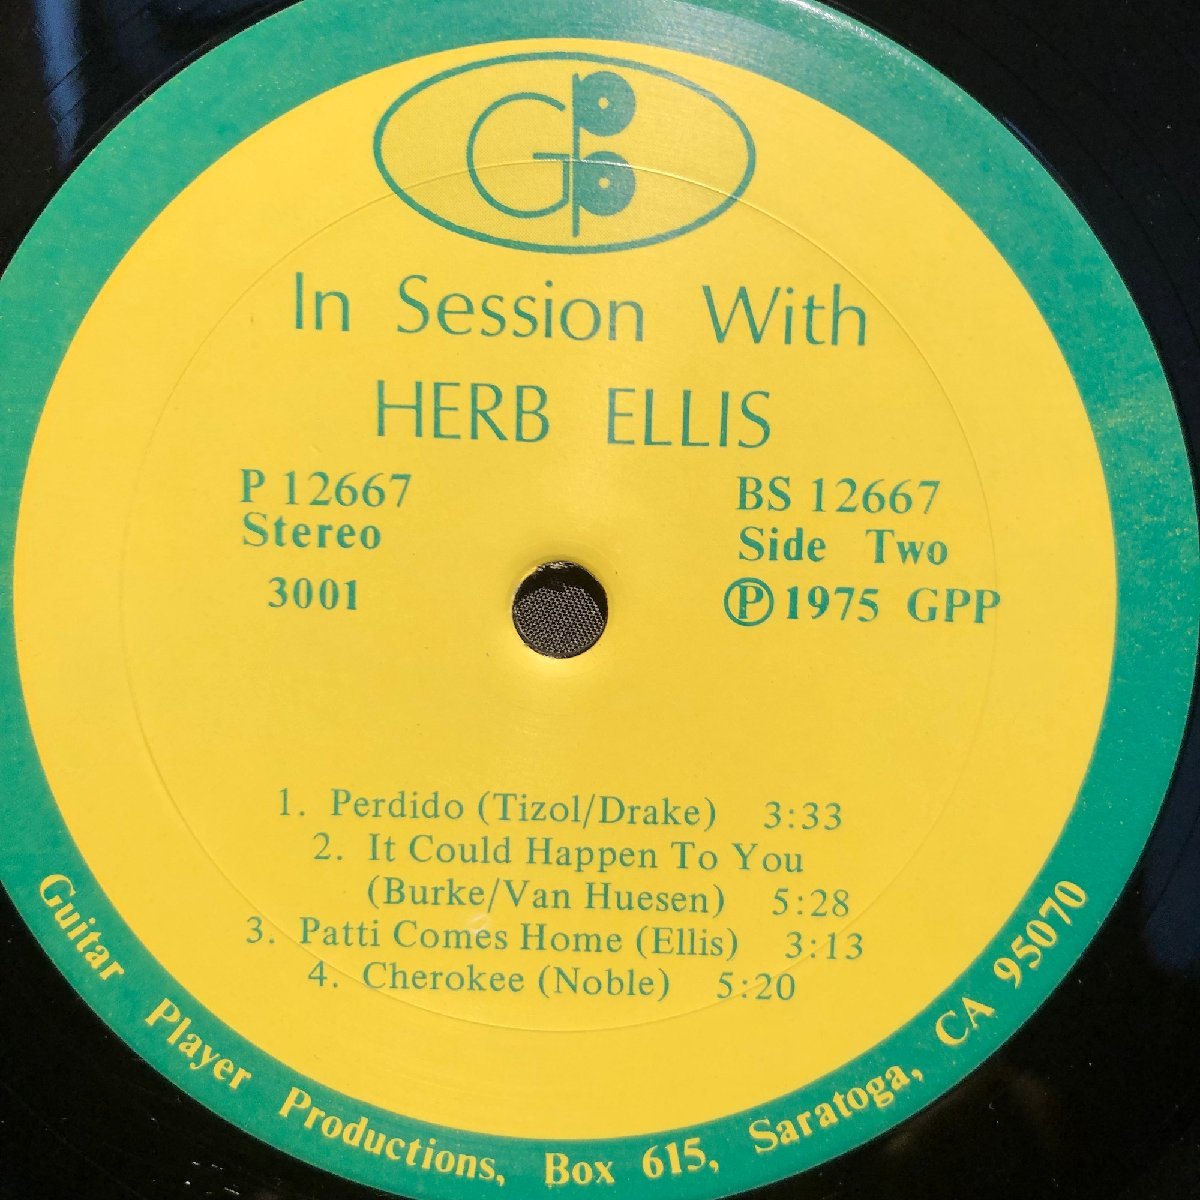 GPP
In Session With
HERB ELLIS
P 12667
Stereo
3001
BS 12667
Side Two
Ⓟ 1975 GPP
1. Perdido (Tizol/Drake) 3:33
2. It Could Happen To You
(Burke/Van Huesen) 5:28
3. Patti Comes Home (Ellis) 3:13
4. Cherokee (Noble) 5:20
Guitar Player Productions, Box 615, Saratoga, CA 95070